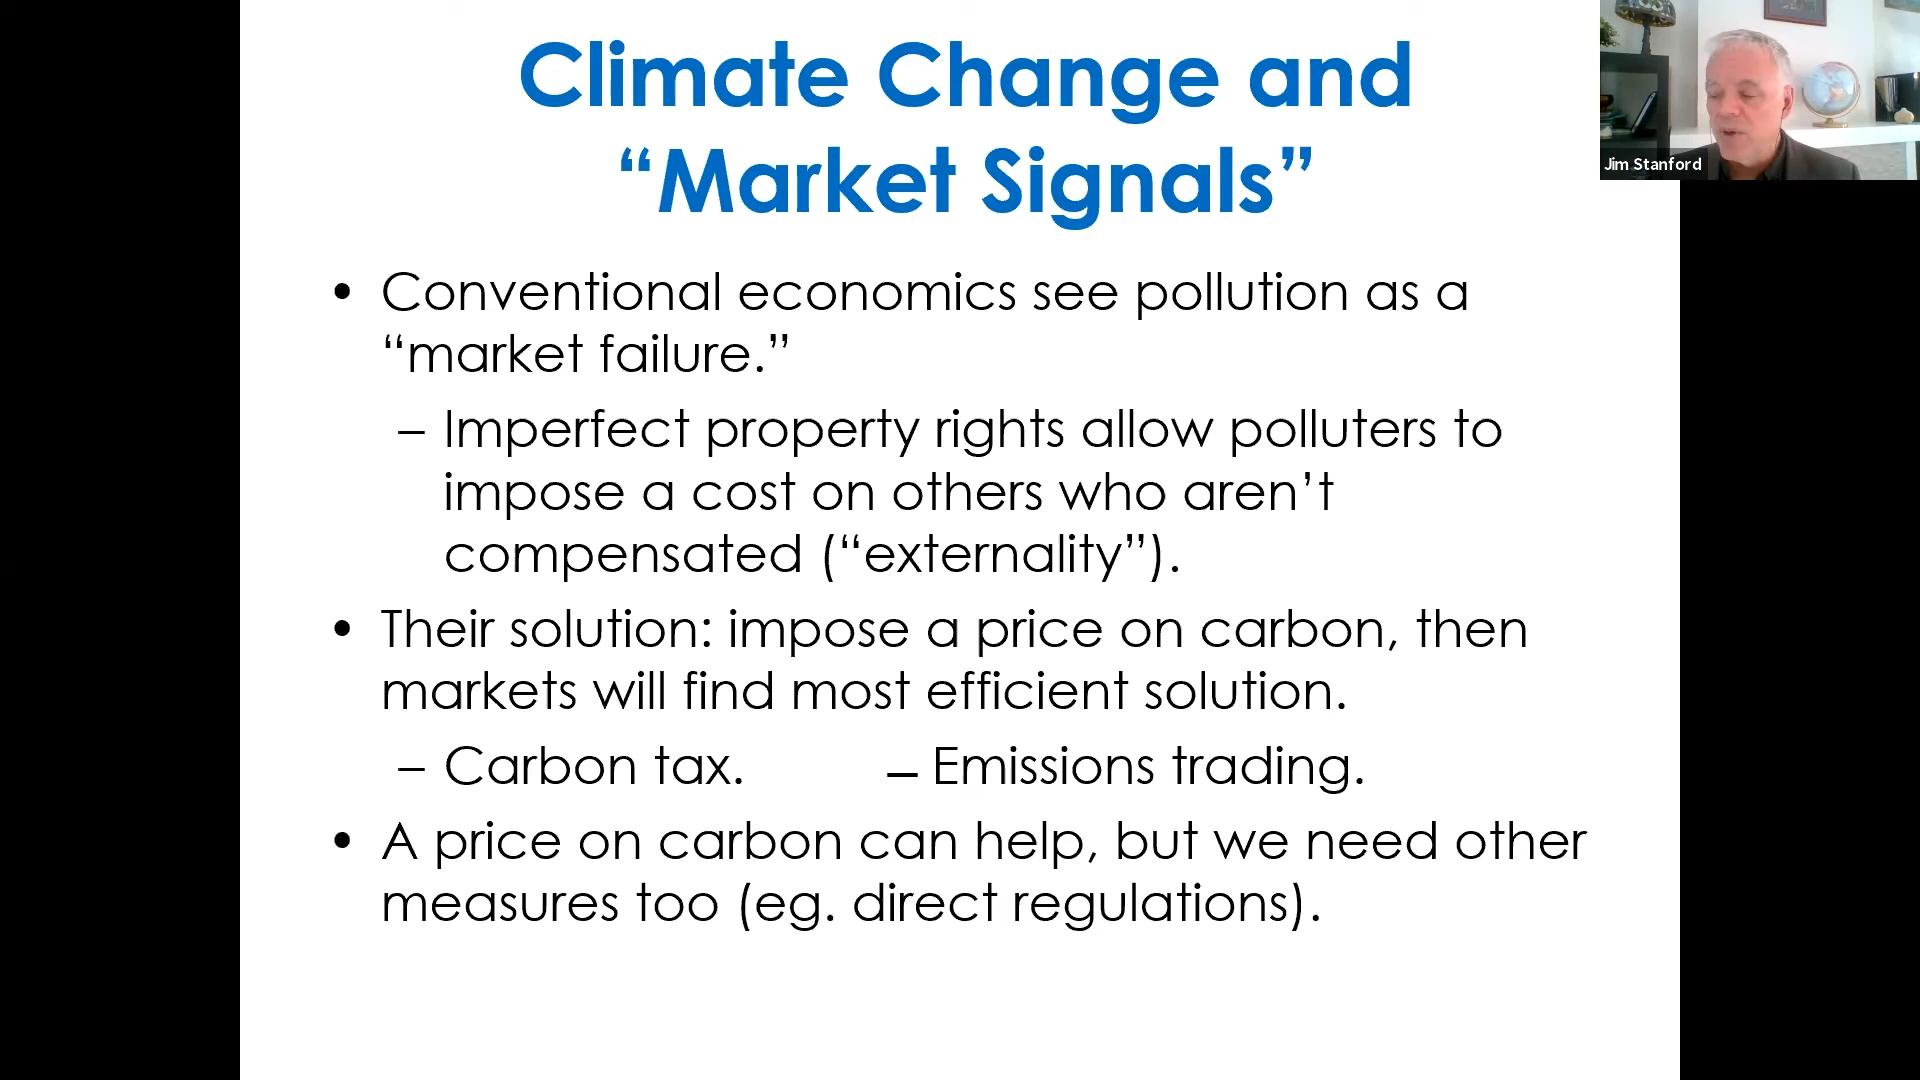 Climate Change and
“Market Signals”
Jim Stanford
• Conventional economics see pollution as a
“market failure.”
– Imperfect property rights allow polluters to
impose a cost on others who aren’t
compensated (“externality”).
• Their solution: impose a price on carbon, then
markets will find most efficient solution.
– Carbon tax. – Emissions trading.
• A price on carbon can help, but we need other
measures too (eg. direct regulations).